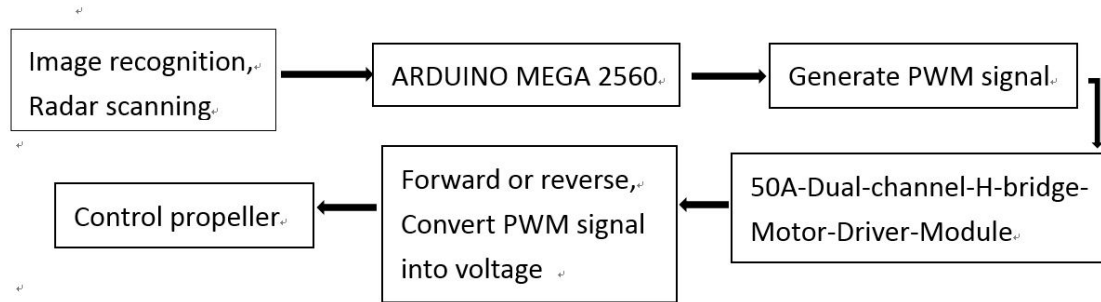 Image recognition,
Radar scanning
ARDUINO MEGA 2560
Generate PWM signal
50A-Dual-channel-H-bridge-
Motor-Driver-Module
Forward or reverse,
Convert PWM signal
into voltage
Control propeller